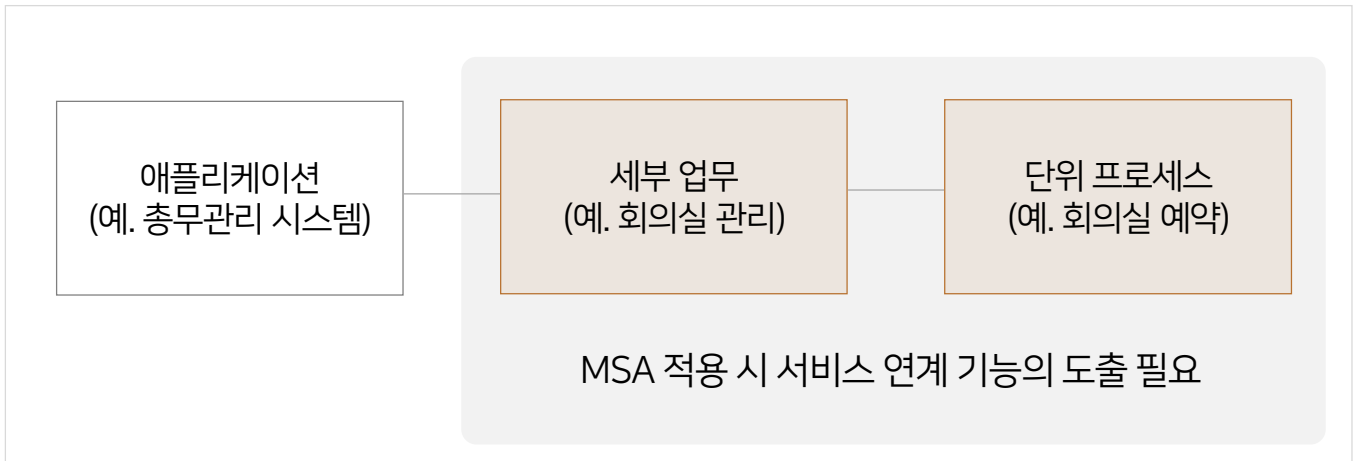 애플리케이션
(예. 총무관리 시스템)
세부 업무
(예. 회의실 관리)
단위 프로세스
(예. 회의실 예약)
MSA 적용 시 서비스 연계 기능의 도출 필요